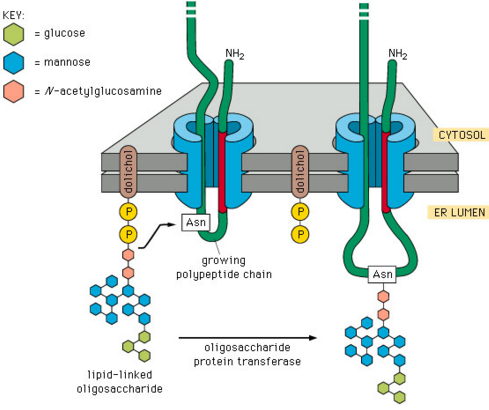 KEY:
= glucose
= mannose
= N-acetylglucosamine
NH2
NH2
CYTOSOL
dolichol
dolichol
ER LUMEN
P
P
P
P
Asn
growing
polypeptide chain
Asn
oligosaccharide
protein transferase
lipid-linked
oligosaccharide